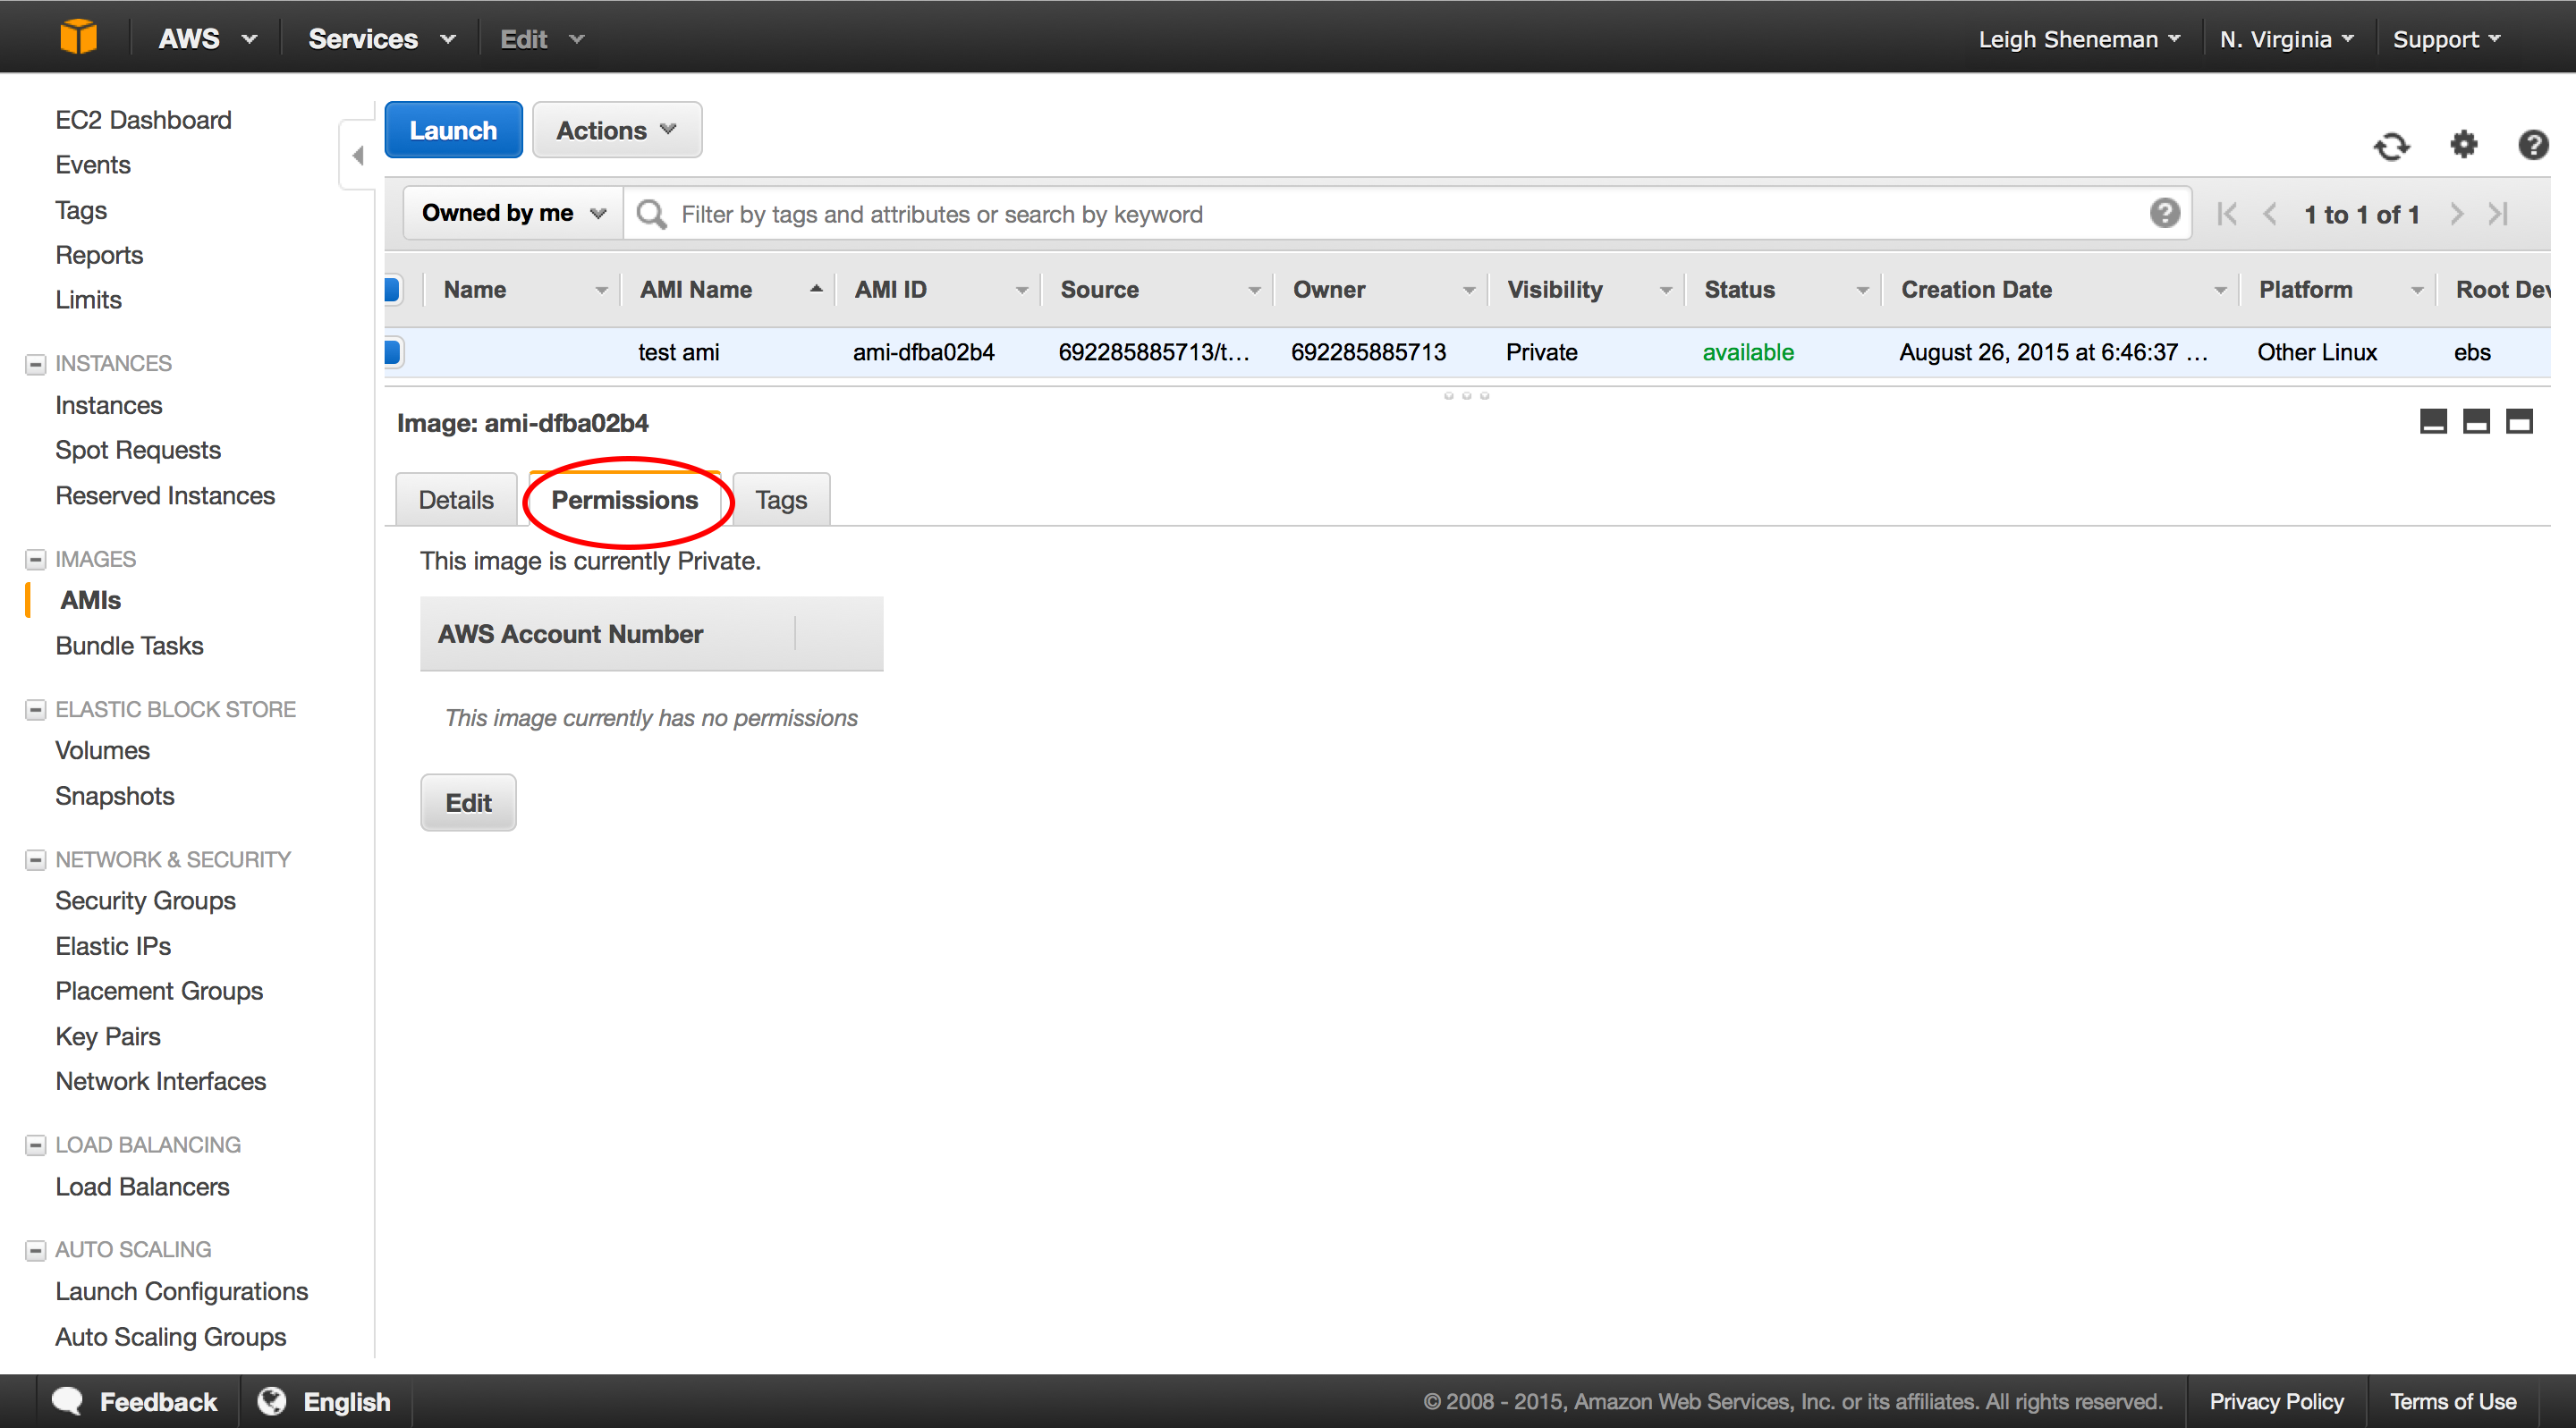 AWS Services Edit Leigh Sheneman N. Virginia Support
EC2 Dashboard
Events
Tags
Reports
Limits
INSTANCES
Instances
Spot Requests
Reserved Instances
IMAGES
AMIs
Bundle Tasks
ELASTIC BLOCK STORE
Volumes
Snapshots
NETWORK & SECURITY
Security Groups
Elastic IPs
Placement Groups
Key Pairs
Network Interfaces
LOAD BALANCING
Load Balancers
AUTO SCALING
Launch Configurations
Auto Scaling Groups
Launch Actions
Owned by me Filter by tags and attributes or search by keyword 1 to 1 of 1
Name AMI Name AMI ID Source Owner Visibility Status Creation Date Platform Root Dev
test ami ami-dfba02b4 692285885713/t... 692285885713 Private available August 26, 2015 at 6:46:37 ... Other Linux ebs
Image: ami-dfba02b4
Details Permissions Tags
This image is currently Private.
AWS Account Number
This image currently has no permissions
Edit
Feedback English © 2008 - 2015, Amazon Web Services, Inc. or its affiliates. All rights reserved. Privacy Policy Terms of Use